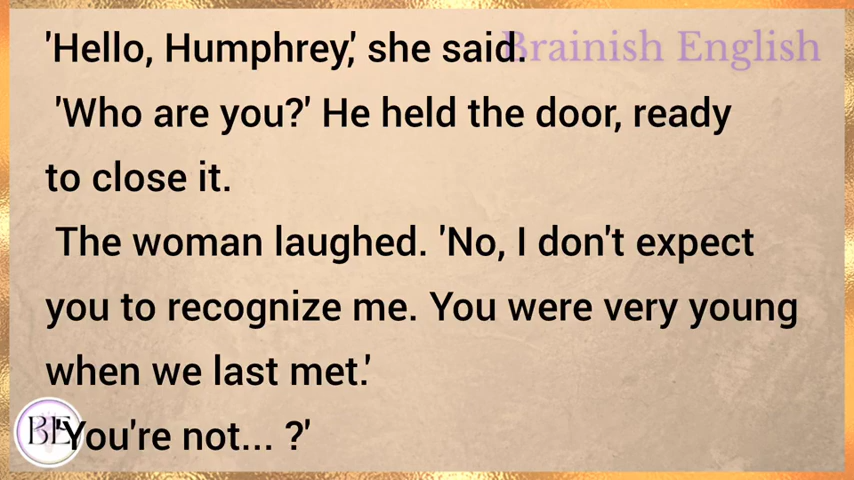 'Hello, Humphrey,' she said.
Brainish English
'Who are you?' He held the door, ready
to close it.
The woman laughed. 'No, I don't expect
you to recognize me. You were very young
when we last met.'
BE
'You're not... ?'